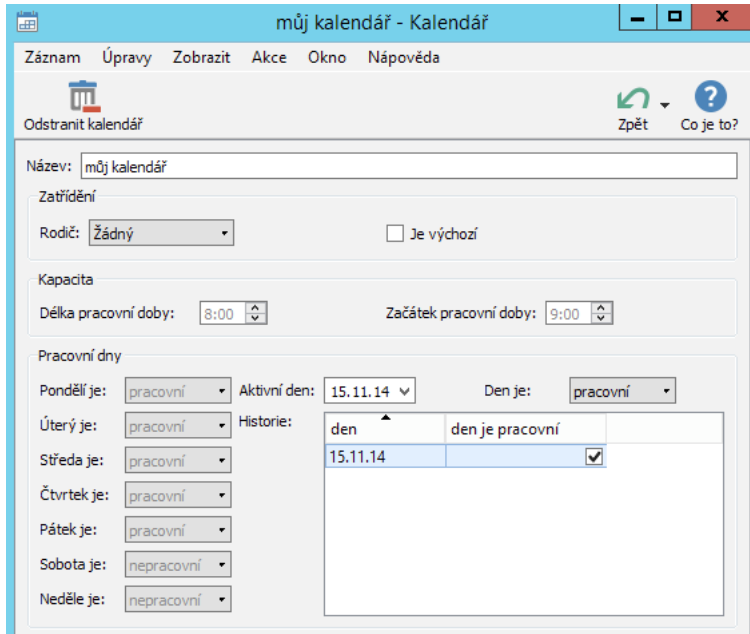 můj kalendář - Kalendář
Záznam Úpravy Zobrazit Akce Okno Nápověda
Odstranit kalendář Zpět Co je to?
Název: můj kalendář
Zatřídění
Rodič: Žádný Je výchozí
Kapacita
Délka pracovní doby: 8:00 Začátek pracovní doby: 9:00
Pracovní dny
Pondělí je: pracovní Aktivní den: 15.11.14 Den je: pracovní
Úterý je: pracovní Historie: den den je pracovní
Středa je: pracovní 15.11.14
Čtvrtek je: pracovní
Pátek je: pracovní
Sobota je: nepracovní
Neděle je: nepracovní